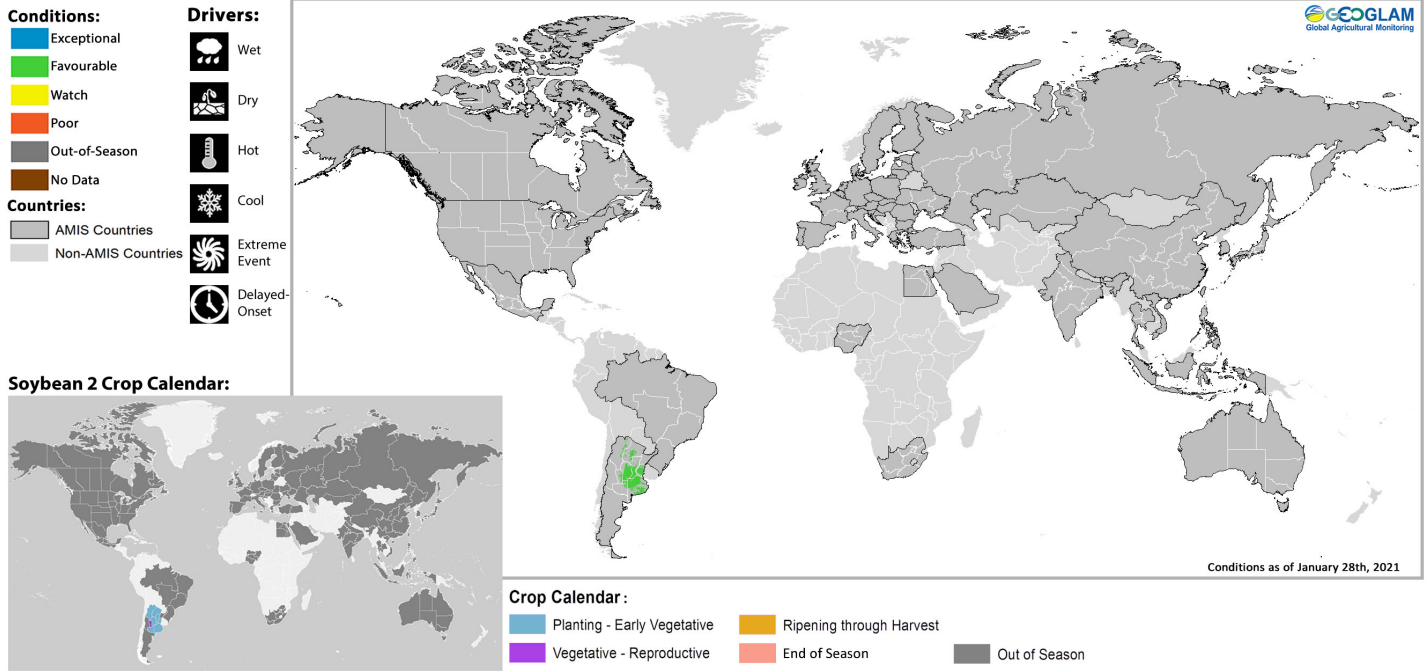 Conditions:
Exceptional
Favourable
Watch
Poor
Out-of-Season
No Data
Countries:
AMIS Countries
Non-AMIS Countries
Drivers:
Wet
Dry
Hot
Cool
Extreme
Event
Delayed-
Onset
GEOGLAM
Global Agricultural Monitoring
Conditions as of January 28th, 2021
Soybean 2 Crop Calendar:
Crop Calendar :
Planting - Early Vegetative
Vegetative - Reproductive
Ripening through Harvest
End of Season
Out of Season